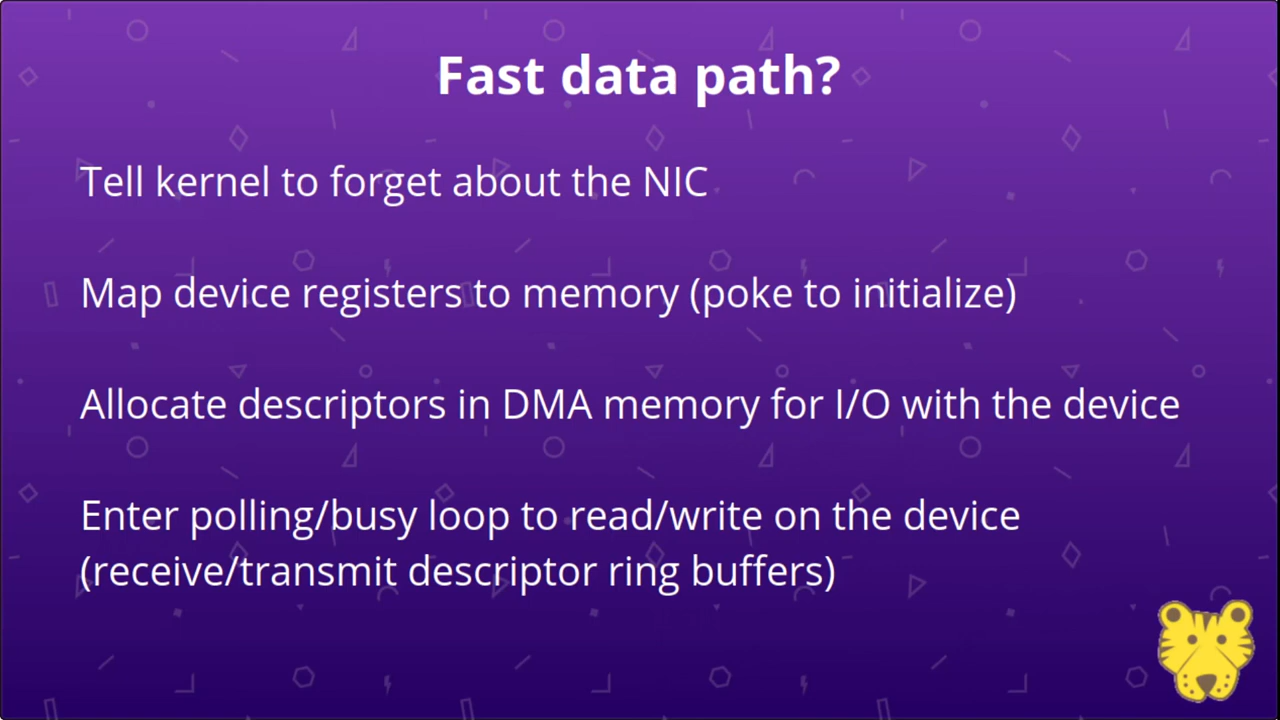 Fast data path?
Tell kernel to forget about the NIC
Map device registers to memory (poke to initialize)
Allocate descriptors in DMA memory for I/O with the device
Enter polling/busy loop to read/write on the device
(receive/transmit descriptor ring buffers)